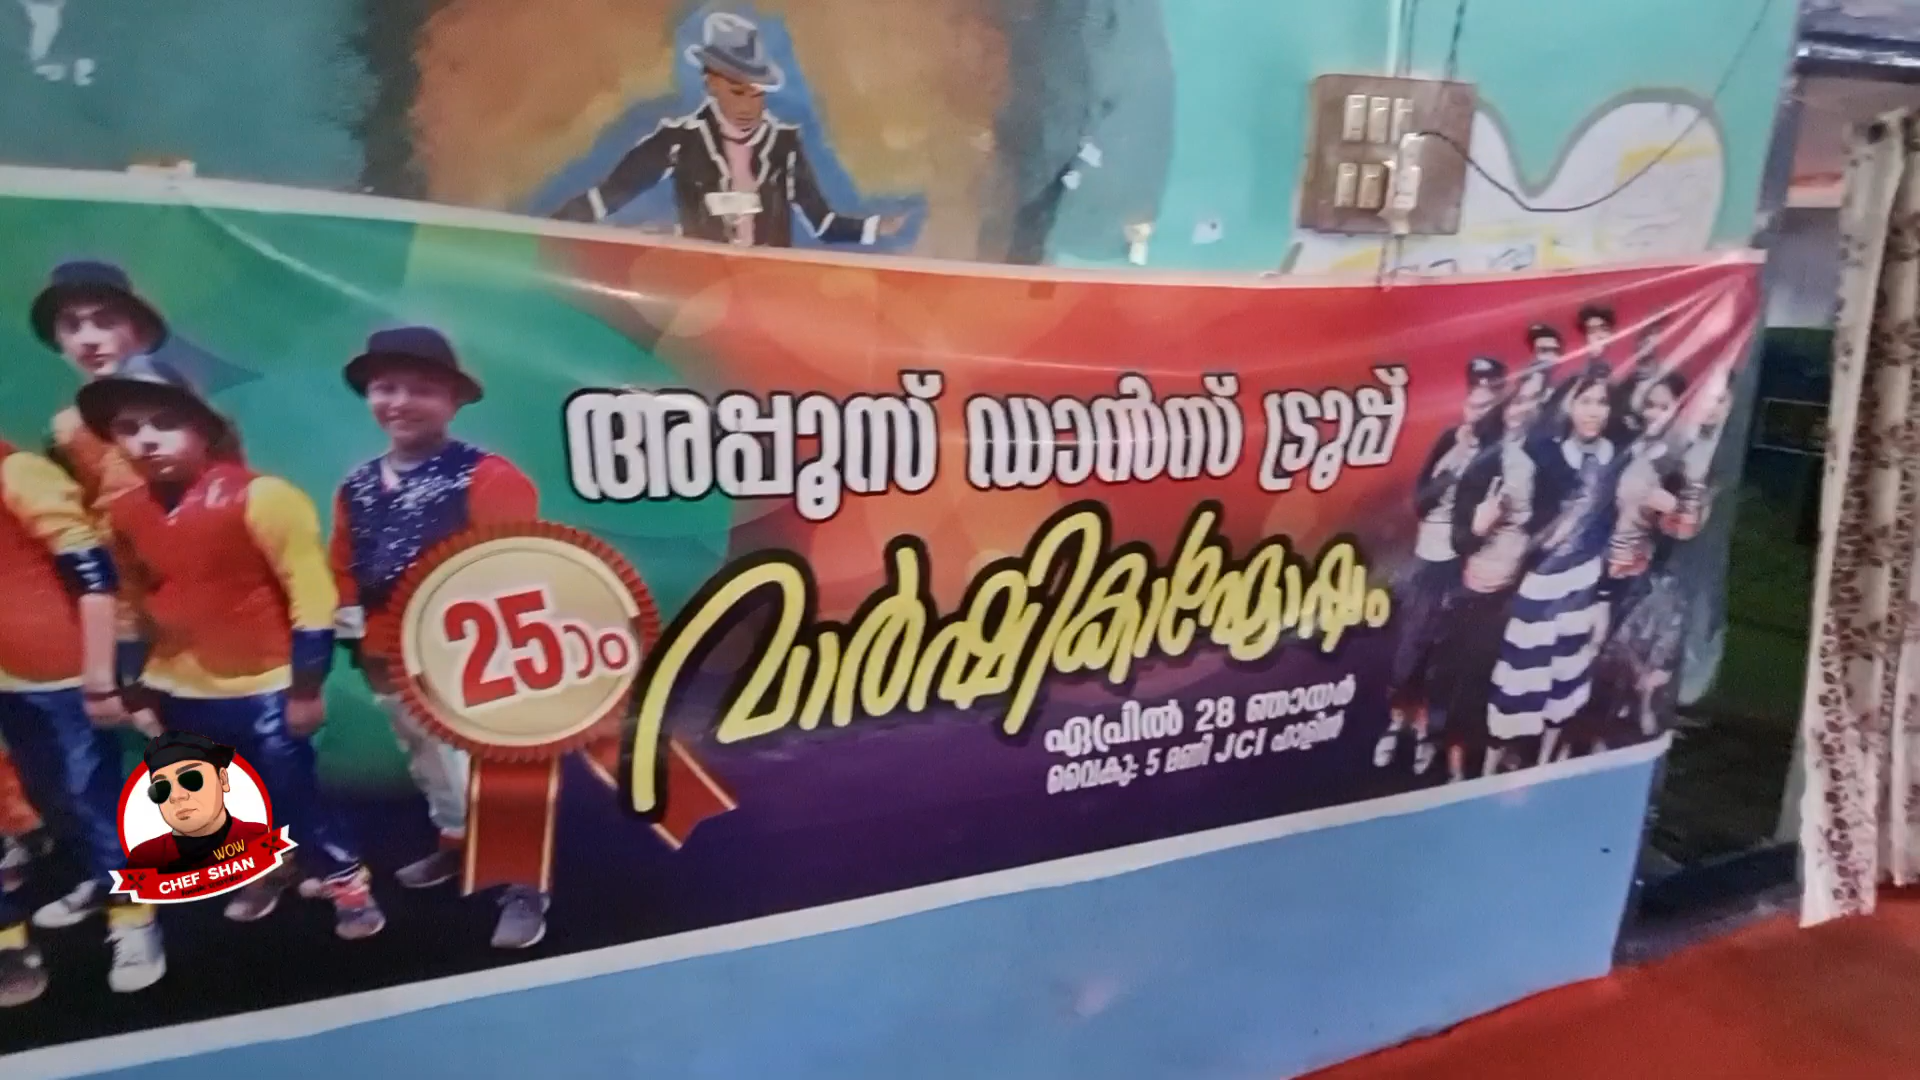 അപ്പൂസ് ഡാൻസ് ട്രൂപ്പ്
25ാം
വാർഷികാഘോഷം
ഏപ്രിൽ 28 ഞായർ
വൈകു: 5 മണി JCI ഹാളിൽ
WOW
CHEF SHAN